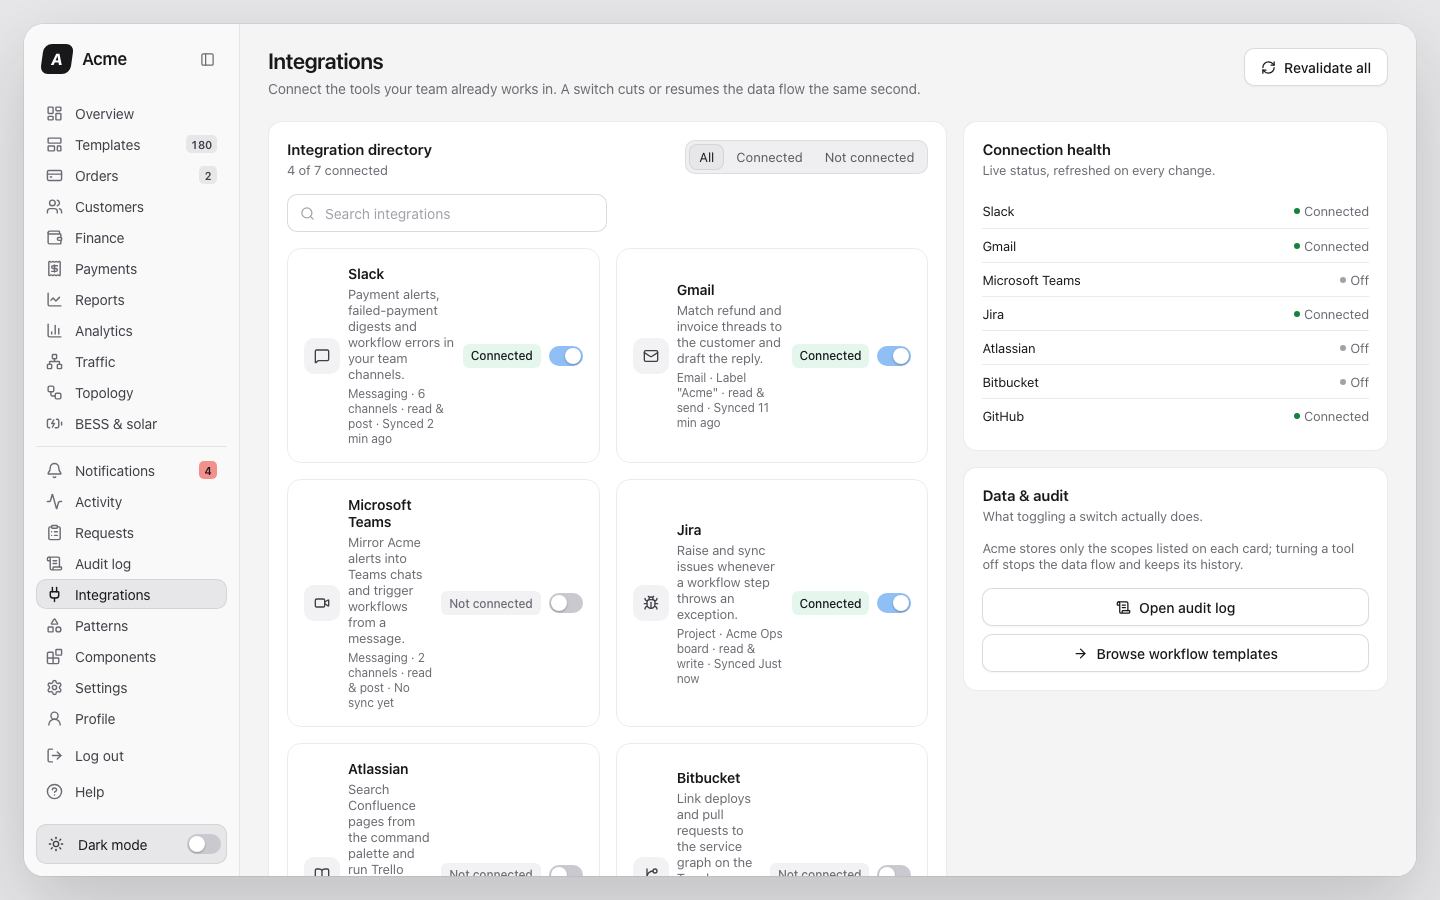 A Acme
Overview
Templates 180
Orders 2
Customers
Finance
Payments
Reports
Analytics
Traffic
Topology
BESS & solar
Notifications 4
Activity
Requests
Audit log
Integrations
Patterns
Components
Settings
Profile
Log out
Help
Dark mode
Integrations
Connect the tools your team already works in. A switch cuts or resumes the data flow the same second.
Revalidate all
Integration directory
4 of 7 connected
All Connected Not connected
Search integrations
Slack
Payment alerts,
failed-payment
digests and
workflow errors in
your team
channels.
Messaging · 6
channels · read &
post · Synced 2
min ago
Connected
Gmail
Match refund and
invoice threads to
the customer and
draft the reply.
Email · Label
"Acme" · read &
send · Synced 11
min ago
Connected
Microsoft
Teams
Mirror Acme
alerts into
Teams chats
and trigger
workflows
from a
message.
Messaging · 2
channels · read
& post · No
sync yet
Not connected
Jira
Raise and sync
issues whenever
a workflow step
throws an
exception.
Project · Acme Ops
board · read &
write · Synced Just
now
Connected
Atlassian
Search
Confluence
pages from
the command
palette and
run Trello
Not connected
Bitbucket
Link deploys
and pull
requests to
the service
graph on the
Not connected
Connection health
Live status, refreshed on every change.
Slack Connected
Gmail Connected
Microsoft Teams Off
Jira Connected
Atlassian Off
Bitbucket Off
GitHub Connected
Data & audit
What toggling a switch actually does.
Acme stores only the scopes listed on each card; turning a tool
off stops the data flow and keeps its history.
Open audit log
Browse workflow templates